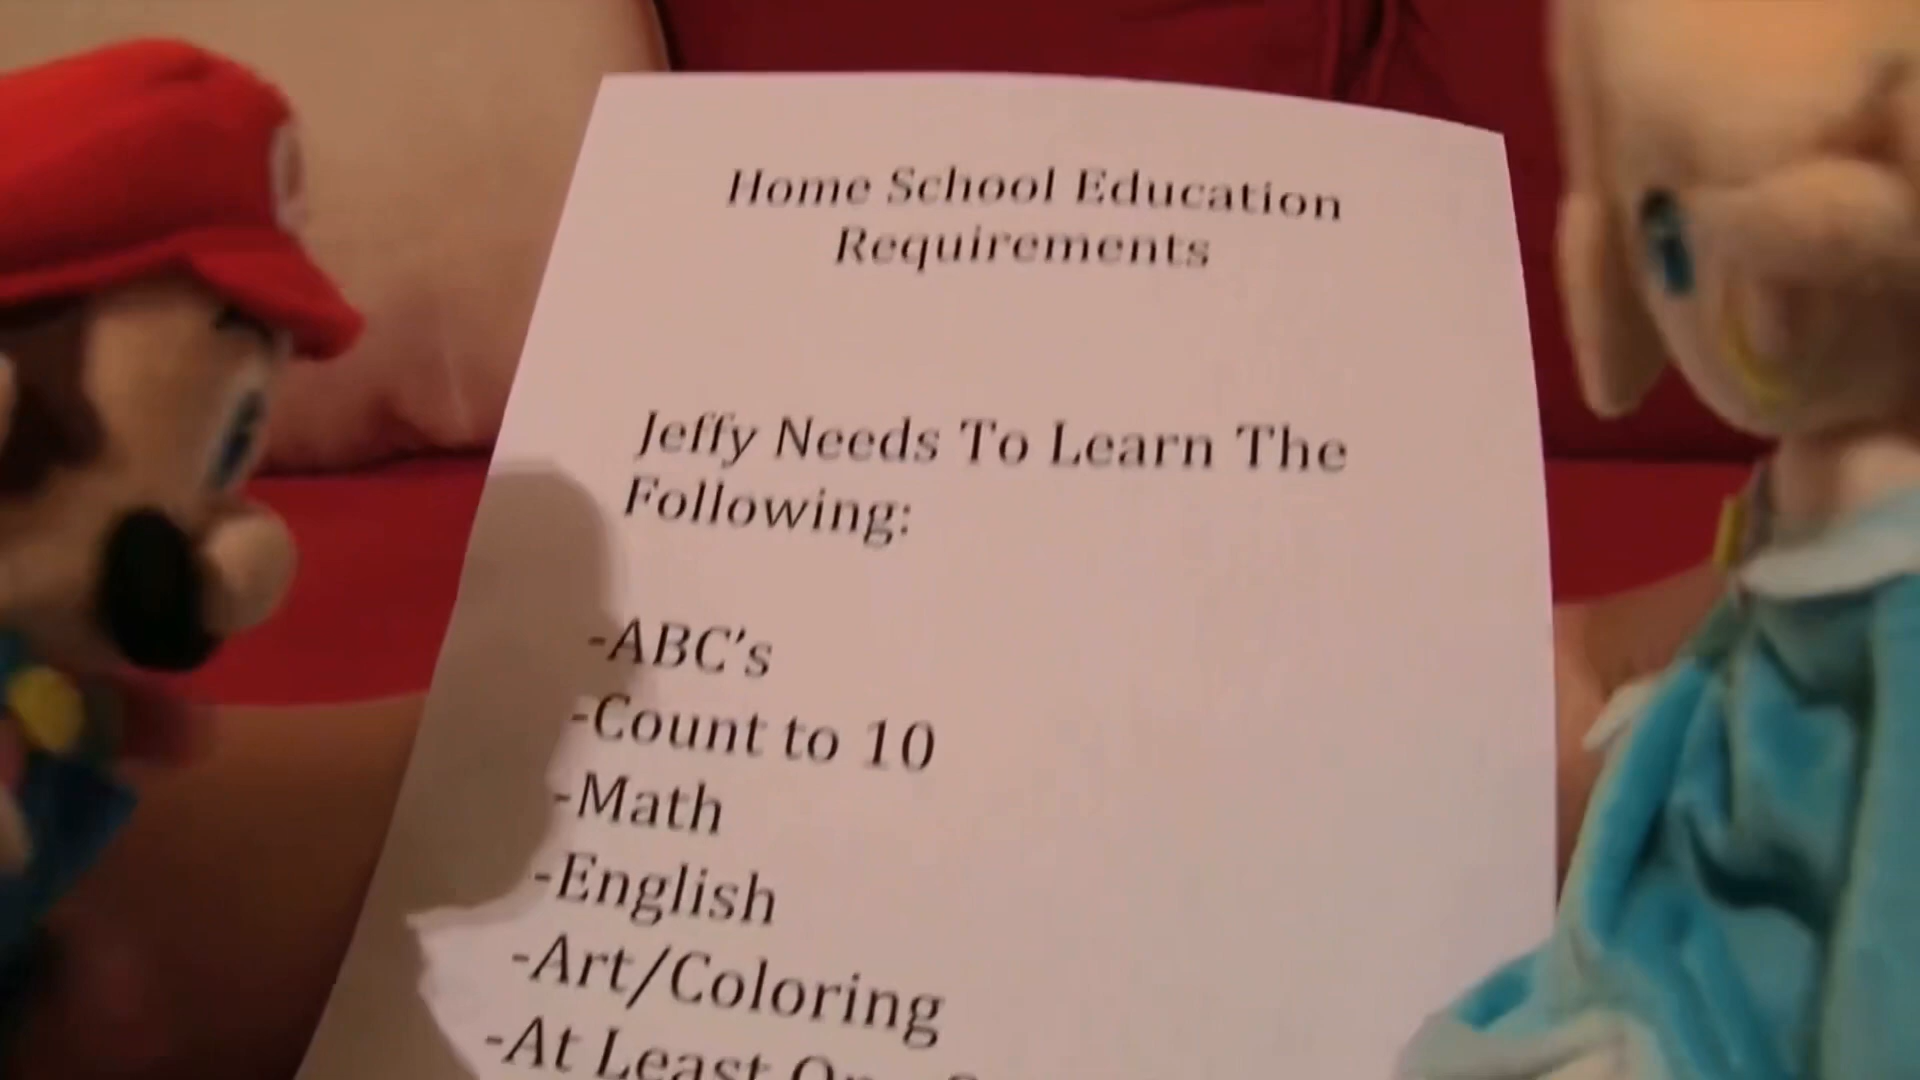 Home School Education
Requirements
Jeffy Needs To Learn The
Following:
-ABC's
-Count to 10
-Math
-English
-Art/Coloring
-At Least